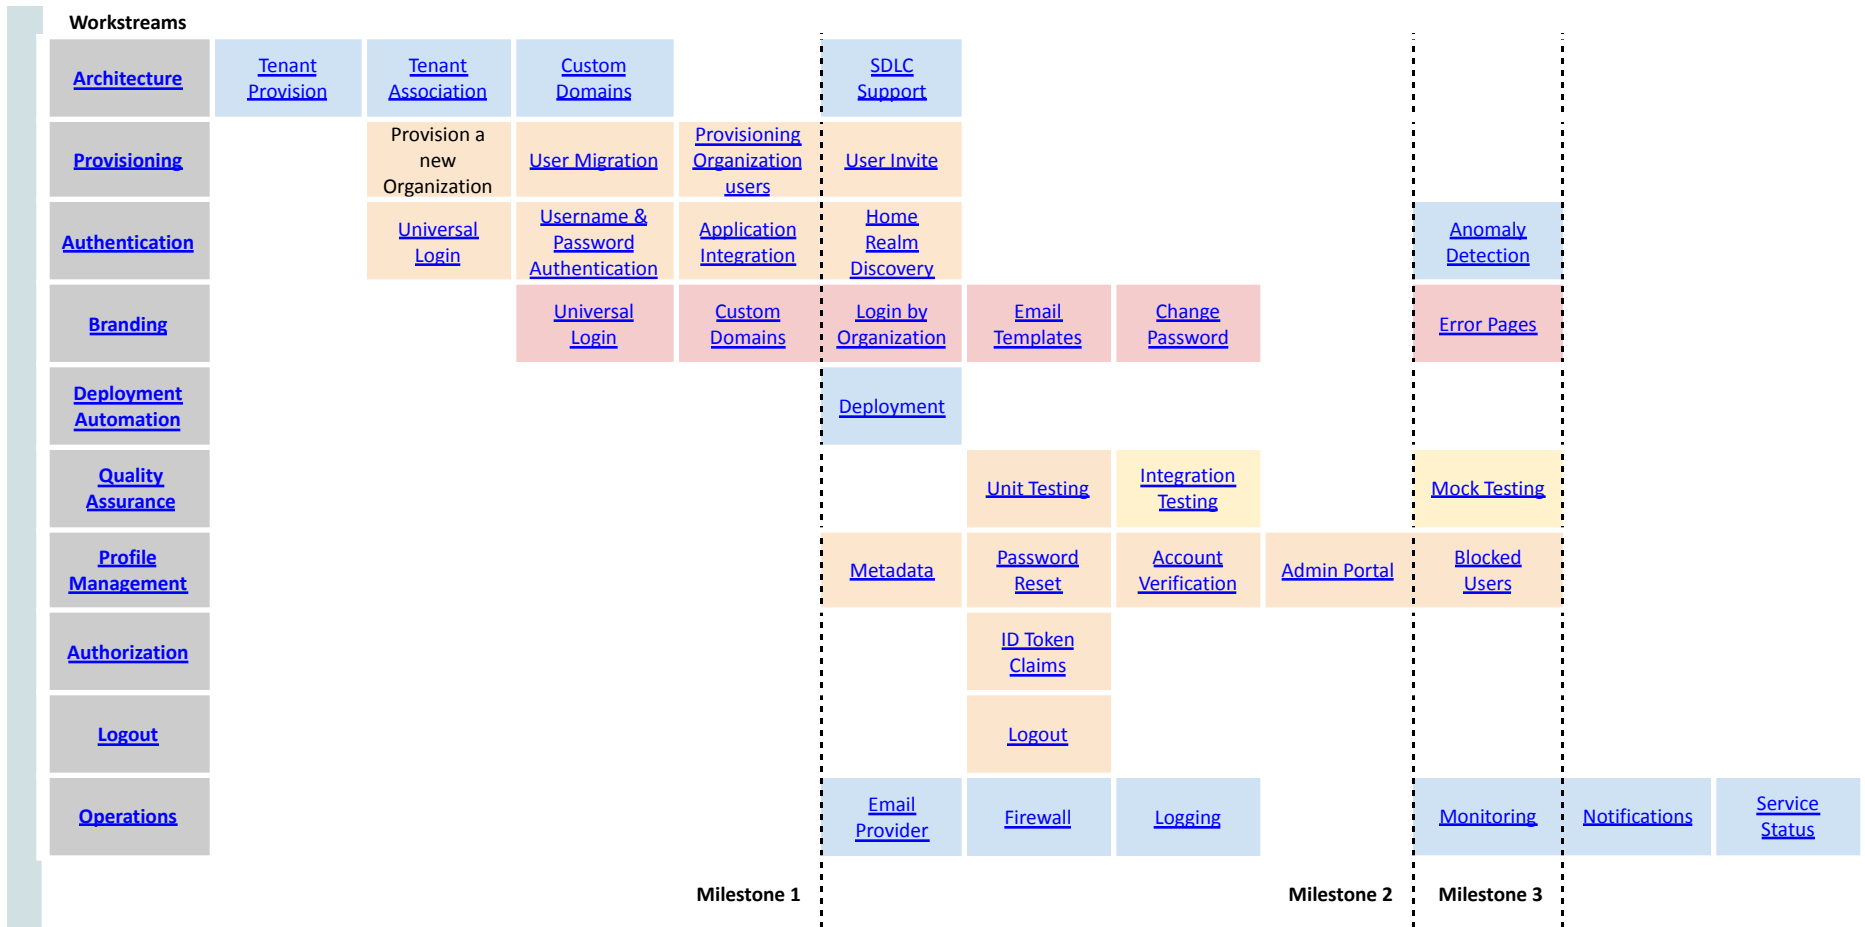 Workstreams
Architecture
Tenant
Provision
Tenant
Association
Custom
Domains
SDLC
Support
Provisioning
Provision a
new
Organization
User Migration
Provisioning
Organization
users
User Invite
Authentication
Universal
Login
Username &
Password
Authentication
Application
Integration
Home
Realm
Discovery
Anomaly
Detection
Branding
Universal
Login
Custom
Domains
Login by
Organization
Email
Templates
Change
Password
Error Pages
Deployment
Automation
Deployment
Quality
Assurance
Unit Testing
Integration
Testing
Mock Testing
Profile
Management
Metadata
Password
Reset
Account
Verification
Admin Portal
Blocked
Users
Authorization
ID Token
Claims
Logout
Logout
Operations
Email
Provider
Firewall
Logging
Monitoring
Notifications
Service
Status
Milestone 1
Milestone 2
Milestone 3